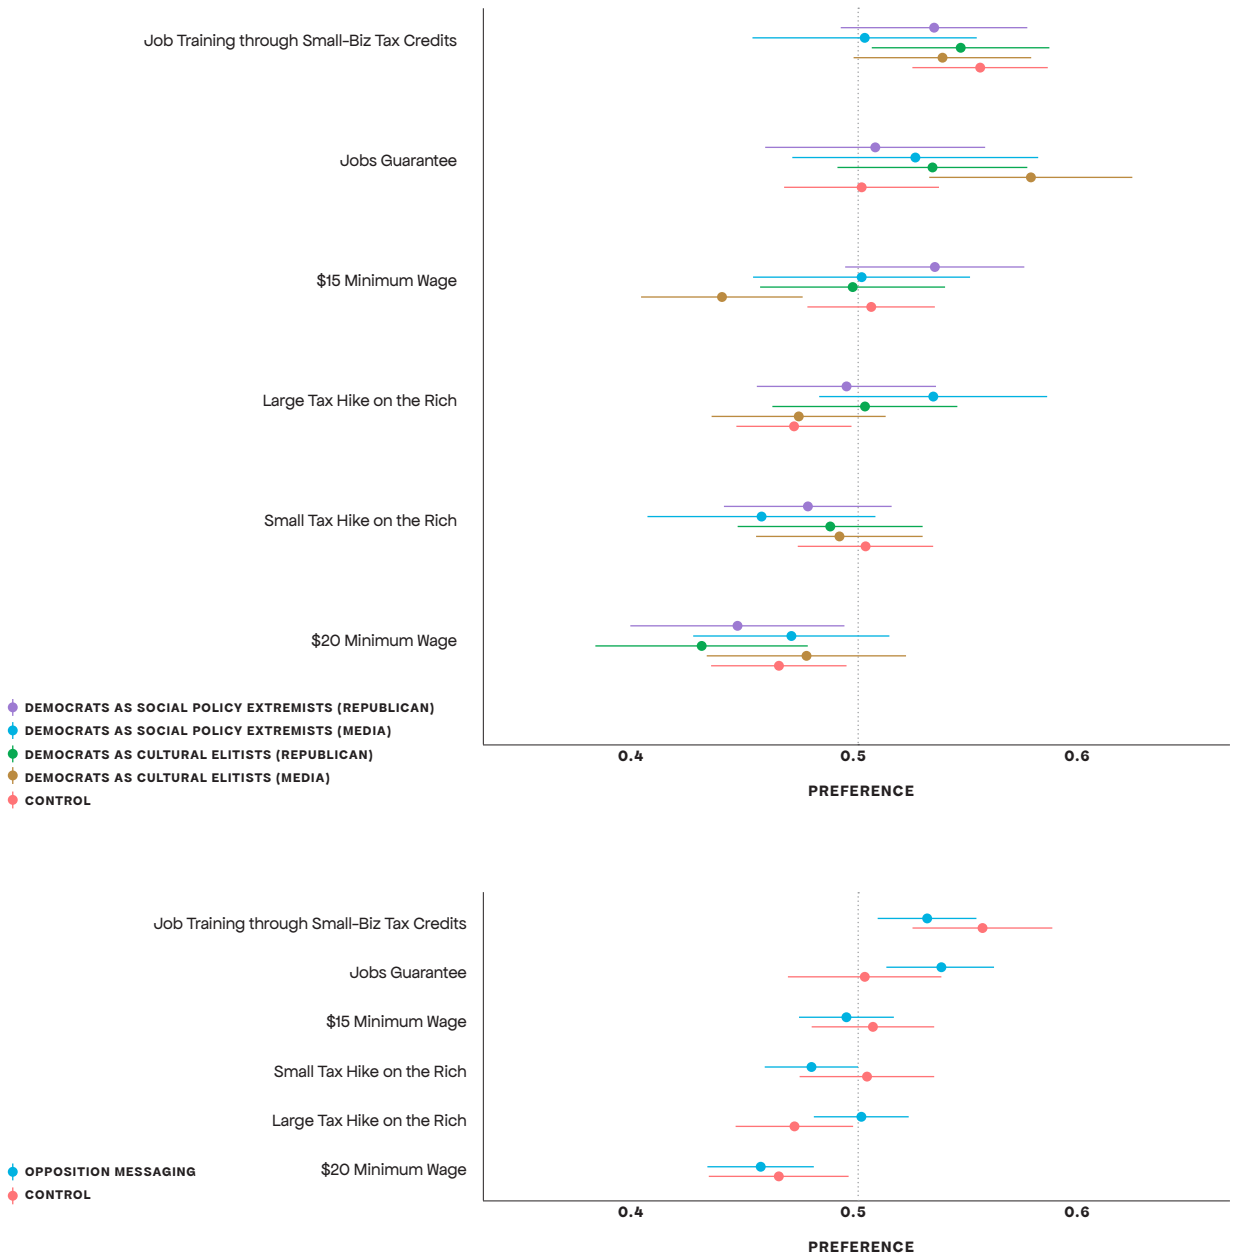 Job Training through Small-Biz Tax Credits
Jobs Guarantee
$15 Minimum Wage
Large Tax Hike on the Rich
Small Tax Hike on the Rich
$20 Minimum Wage
DEMOCRATS AS SOCIAL POLICY EXTREMISTS (REPUBLICAN)
DEMOCRATS AS SOCIAL POLICY EXTREMISTS (MEDIA)
DEMOCRATS AS CULTURAL ELITISTS (REPUBLICAN)
DEMOCRATS AS CULTURAL ELITISTS (MEDIA)
CONTROL
0.4 0.5 0.6
PREFERENCE
Job Training through Small-Biz Tax Credits
Jobs Guarantee
$15 Minimum Wage
Small Tax Hike on the Rich
Large Tax Hike on the Rich
$20 Minimum Wage
OPPOSITION MESSAGING
CONTROL
0.4 0.5 0.6
PREFERENCE